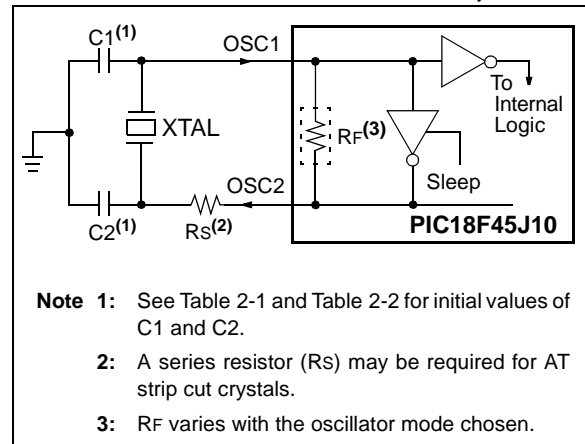 C1(1)
OSC1
To
Internal
Logic
XTAL
RF(3)
Sleep
OSC2
C2(1)
RS(2)
PIC18F45J10
Note 1: See Table 2-1 and Table 2-2 for initial values of
C1 and C2.
2: A series resistor (RS) may be required for AT
strip cut crystals.
3: RF varies with the oscillator mode chosen.